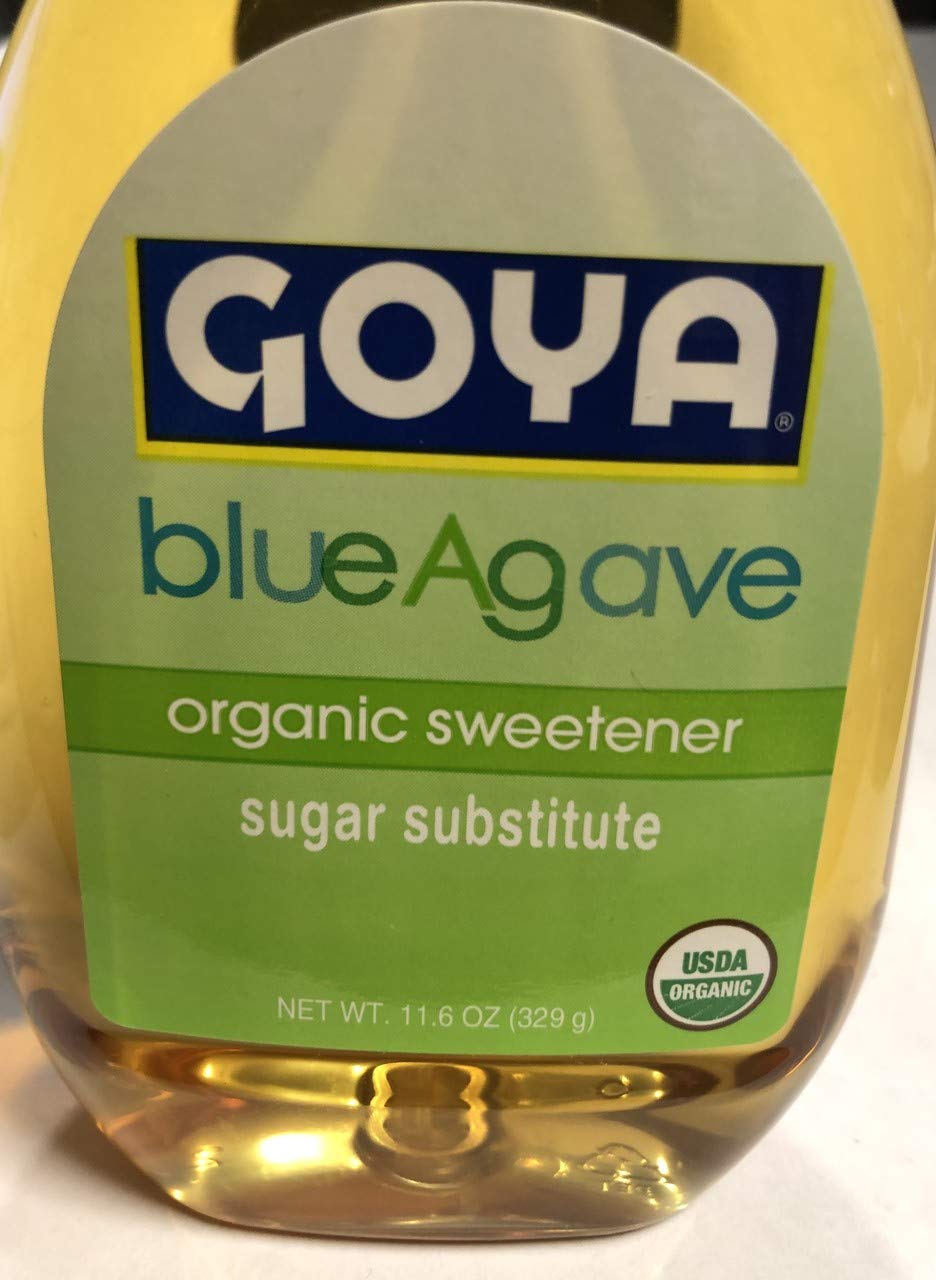 GOYA®
blueAgave
organic sweetener
sugar substitute
USDA
ORGANIC
NET WT. 11.6 OZ (329 g)